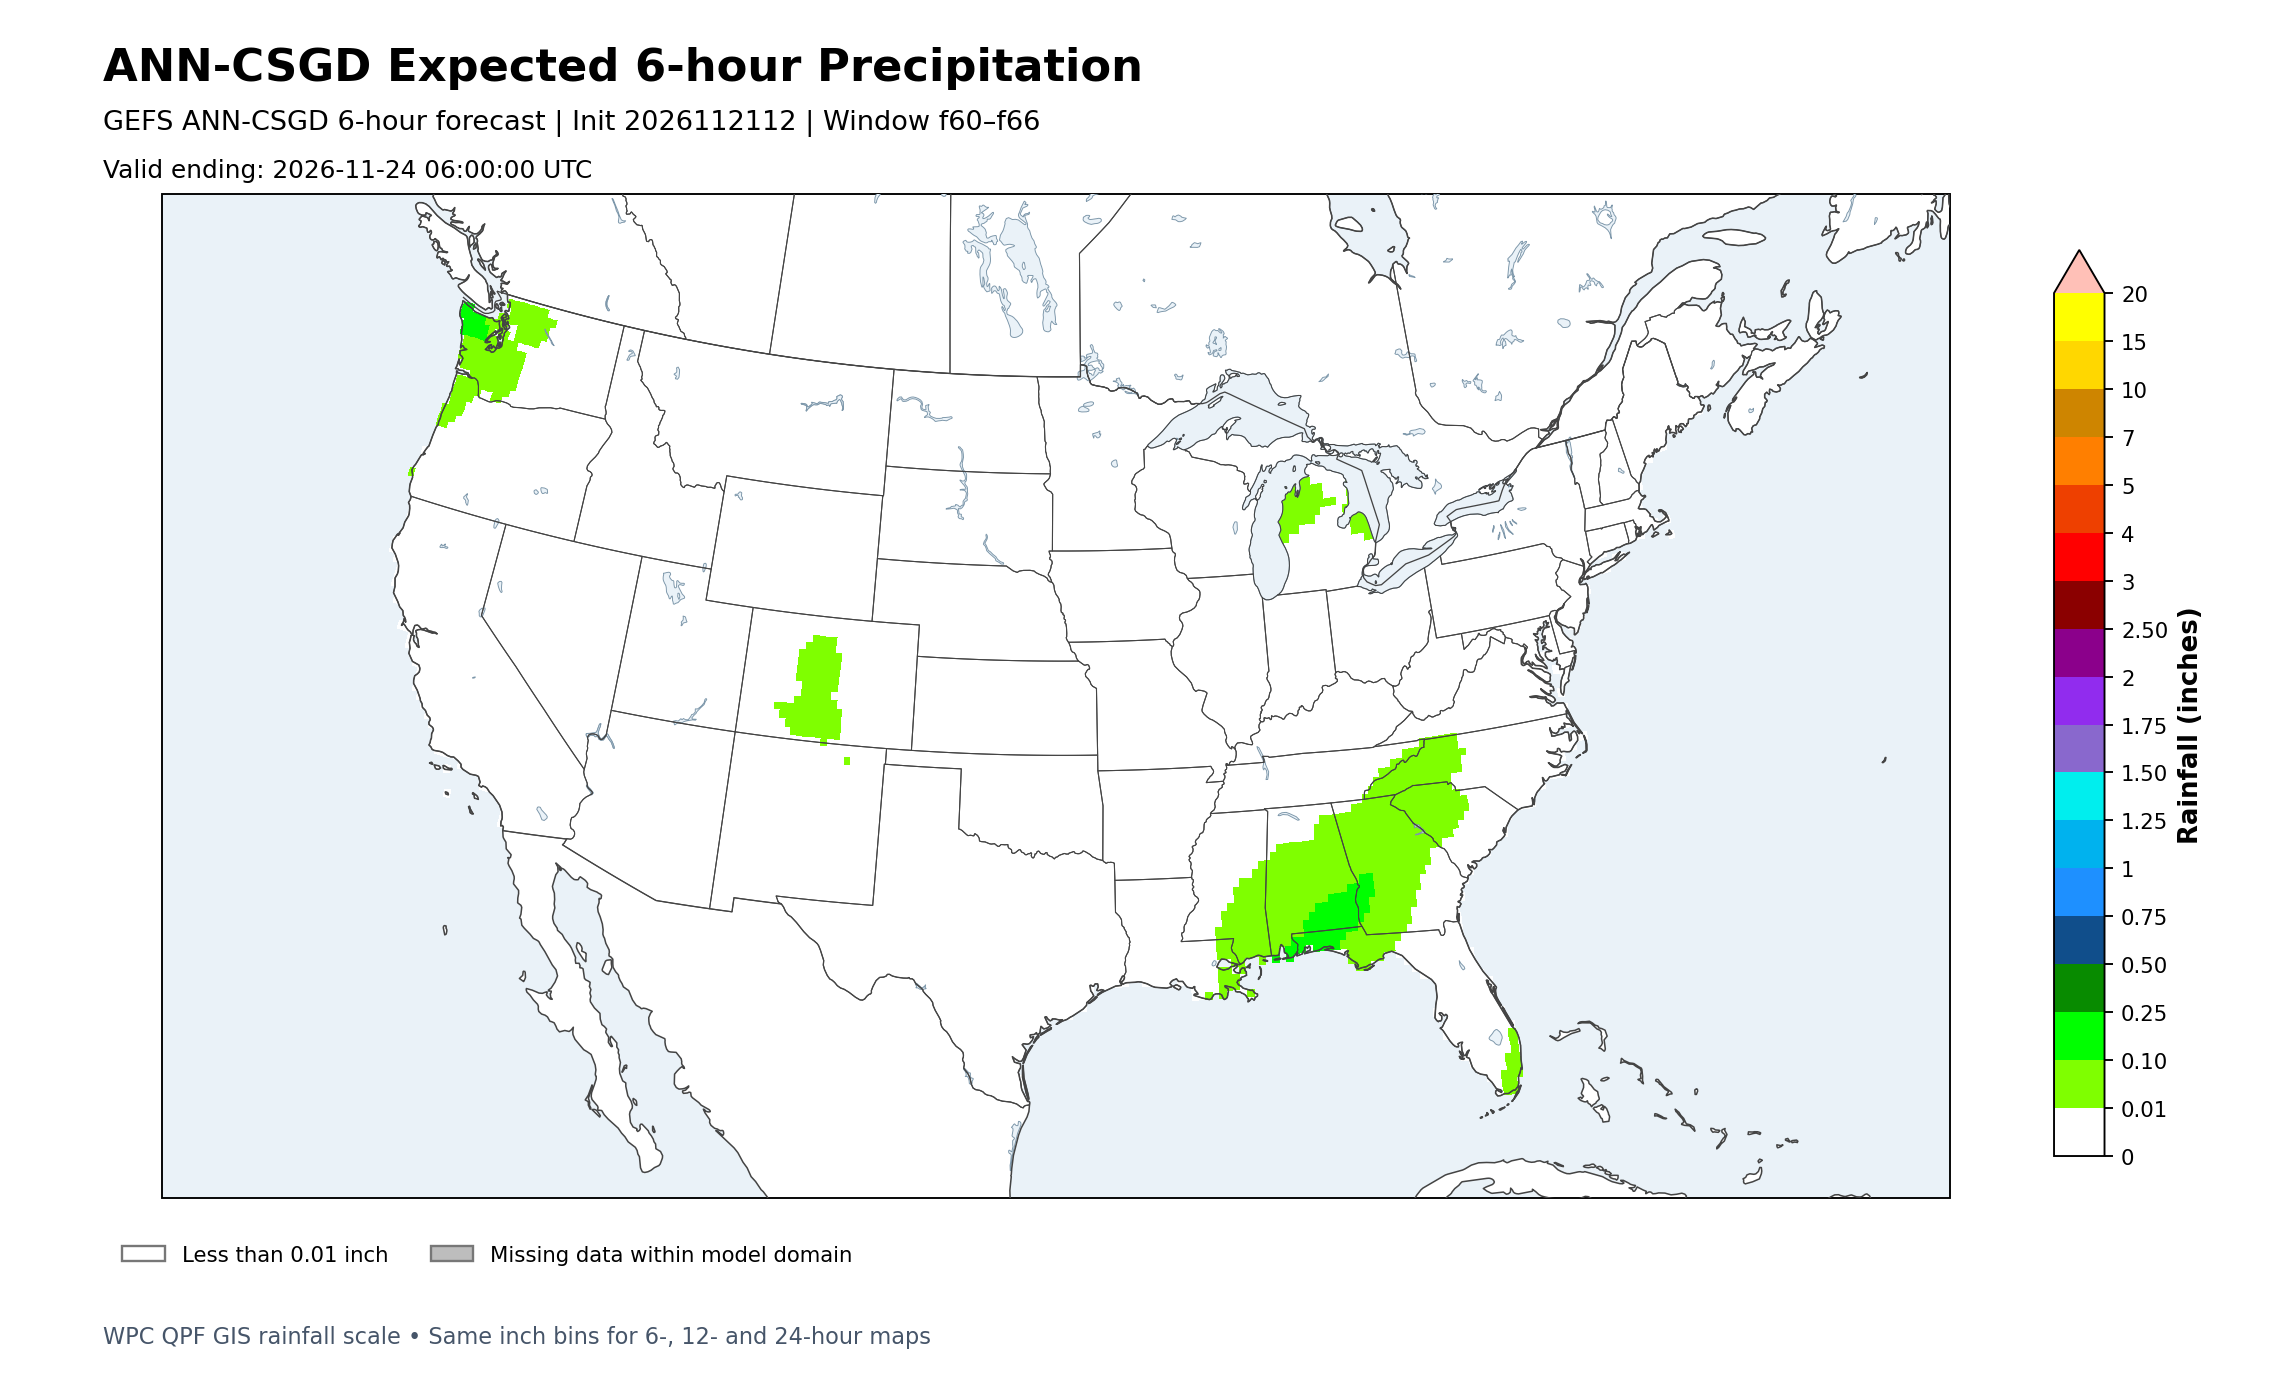 ANN-CSGD Expected 6-hour Precipitation
GEFS ANN-CSGD 6-hour forecast | Init 2026112112 | Window f60–f66
Valid ending: 2026-11-24 06:00:00 UTC
20
15
10
7
5
4
3
2.50
2
1.75
1.50
1.25
1
0.75
0.50
0.25
0.10
0.01
0
Rainfall (inches)
Less than 0.01 inch
Missing data within model domain
WPC QPF GIS rainfall scale • Same inch bins for 6-, 12- and 24-hour maps